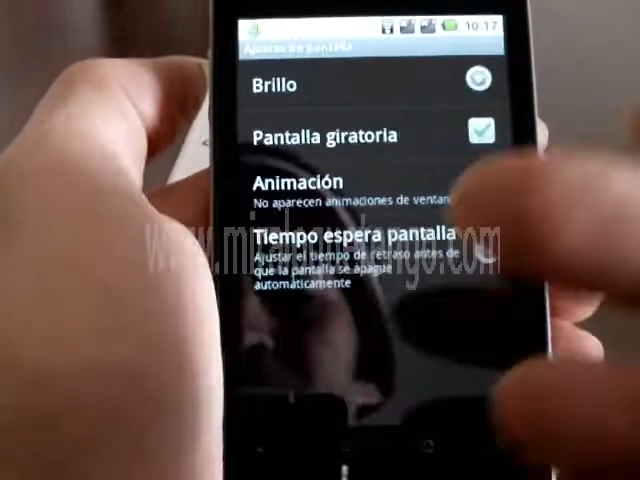 10:17
Ajustes de pantalla
Brillo
Pantalla giratoria
Animación
No aparecen animaciones de ventan
Tiempo espera pantalla
Ajustar el tiempo de retraso antes de
que la pantalla se apague
automáticamente